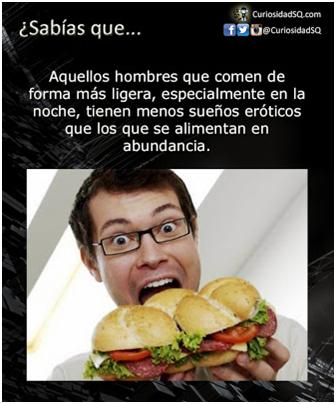 CuriosidadSQ.com
¿Sabías que...
@CuriosidadSQ
Aquellos hombres que comen de
forma más ligera, especialmente en la
noche, tienen menos sueños eróticos
que los que se alimentan en
abundancia.